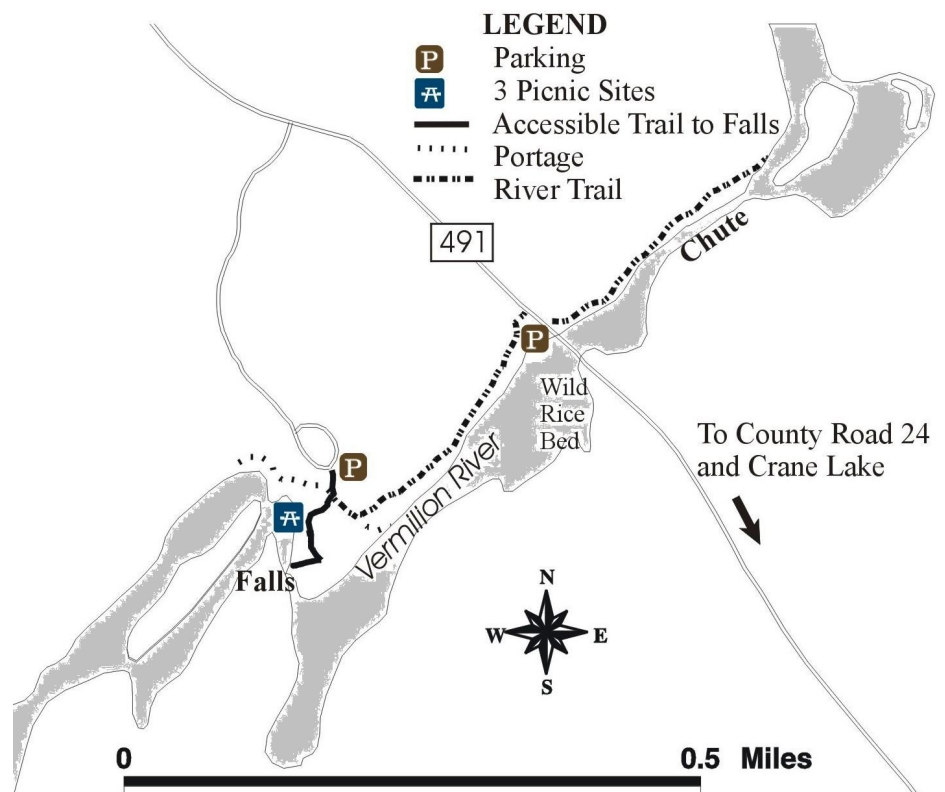 LEGEND
P Parking
3 Picnic Sites
Accessible Trail to Falls
Portage
River Trail
491
Chute
P
Wild
Rice
Bed
To County Road 24
and Crane Lake
P
Vermilion River
Falls
N
W E
S
0 0.5 Miles